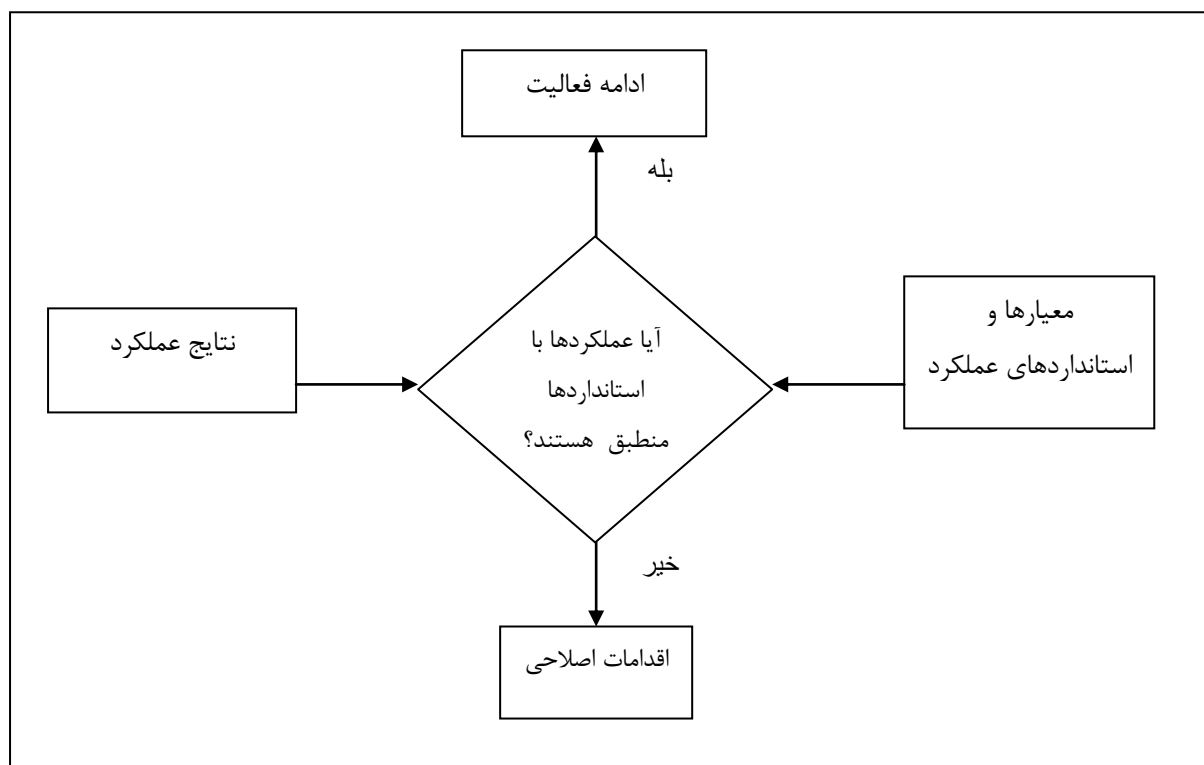 ادامه فعالیت
بله
معیارها و
استانداردهای عملکرد
آیا عملکردها با
استانداردها
منطبق هستند؟
نتایج عملکرد
خیر
اقدامات اصلاحی